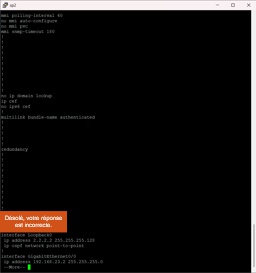 mmi polling-interval 60
no mmi auto-configure
no mmi pvc
mmi snmp-timeout 180
!
!
!
!
!
!
!
!
no ip domain lookup
ip cef
no ipv6 cef
!
multilink bundle-name authenticated
!
!
!
!
redundancy
!
!
!
!
!
!
!
Désolé, votre réponse
est incorrecte.
interface Loopback0
ip address 2.2.2.2 255.255.255.128
ip ospf network point-to-point
!
interface GigabitEthernet0/0
ip address 192.168.23.2 255.255.255.0
--More--